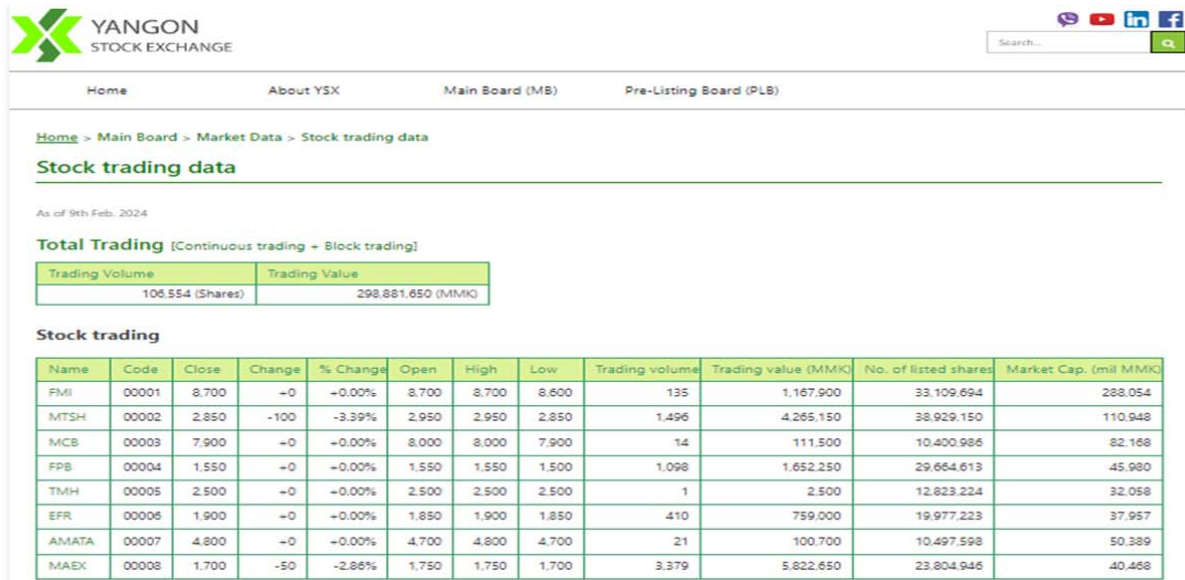 YANGON
STOCK EXCHANGE
Search...
Home About YSX Main Board (MB) Pre-Listing Board (PLB)
Home > Main Board > Market Data > Stock trading data
Stock trading data
As of 9th Feb. 2024
Total Trading [Continuous trading + Block trading]
Trading Volume Trading Value
106,554 (Shares) 298,881,650 (MMK)
Stock trading
Name Code Close Change % Change Open High Low Trading volume Trading value (MMK) No. of listed shares Market Cap. (mil MMK)
FMI 00001 8,700 +0 +0.00% 8,700 8,700 8,600 135 1,167,900 33,109,694 288,054
MTSH 00002 2,850 -100 -3.39% 2,950 2,950 2,850 1,496 4,265,150 38,929,150 110,948
MCB 00003 7,900 +0 +0.00% 8,000 8,000 7,900 14 111,500 10,400,986 82,168
FPB 00004 1,550 +0 +0.00% 1,550 1,550 1,500 1,098 1,652,250 29,664,613 45,980
TMH 00005 2,500 +0 +0.00% 2,500 2,500 2,500 1 2,500 12,823,224 32,058
EFR 00006 1,900 +0 +0.00% 1,850 1,900 1,850 410 759,000 19,977,223 37,957
AMATA 00007 4,800 +0 +0.00% 4,700 4,800 4,700 21 100,700 10,497,598 50,389
MAEX 00008 1,700 -50 -2.86% 1,750 1,750 1,700 3,379 5,822,650 23,804,946 40,468